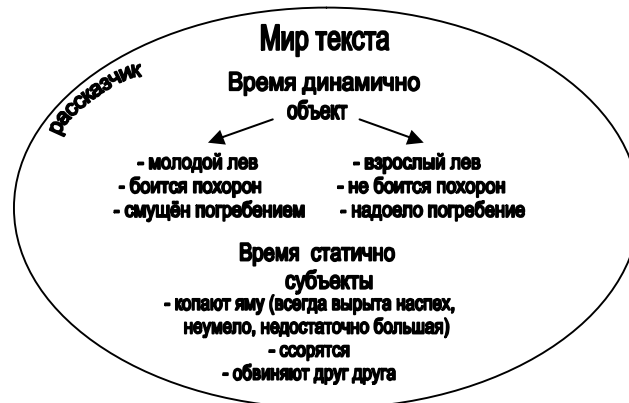 Мир текста
рассказчик
Время динамично
объект
- молодой лев
- боится похорон
- смущён погребением
- взрослый лев
- не боится похорон
- надоело погребение
Время статично
субъекты
- копают яму (всегда вырыта наспех,
неумело, недостаточно большая)
- ссорятся
- обвиняют друг друга